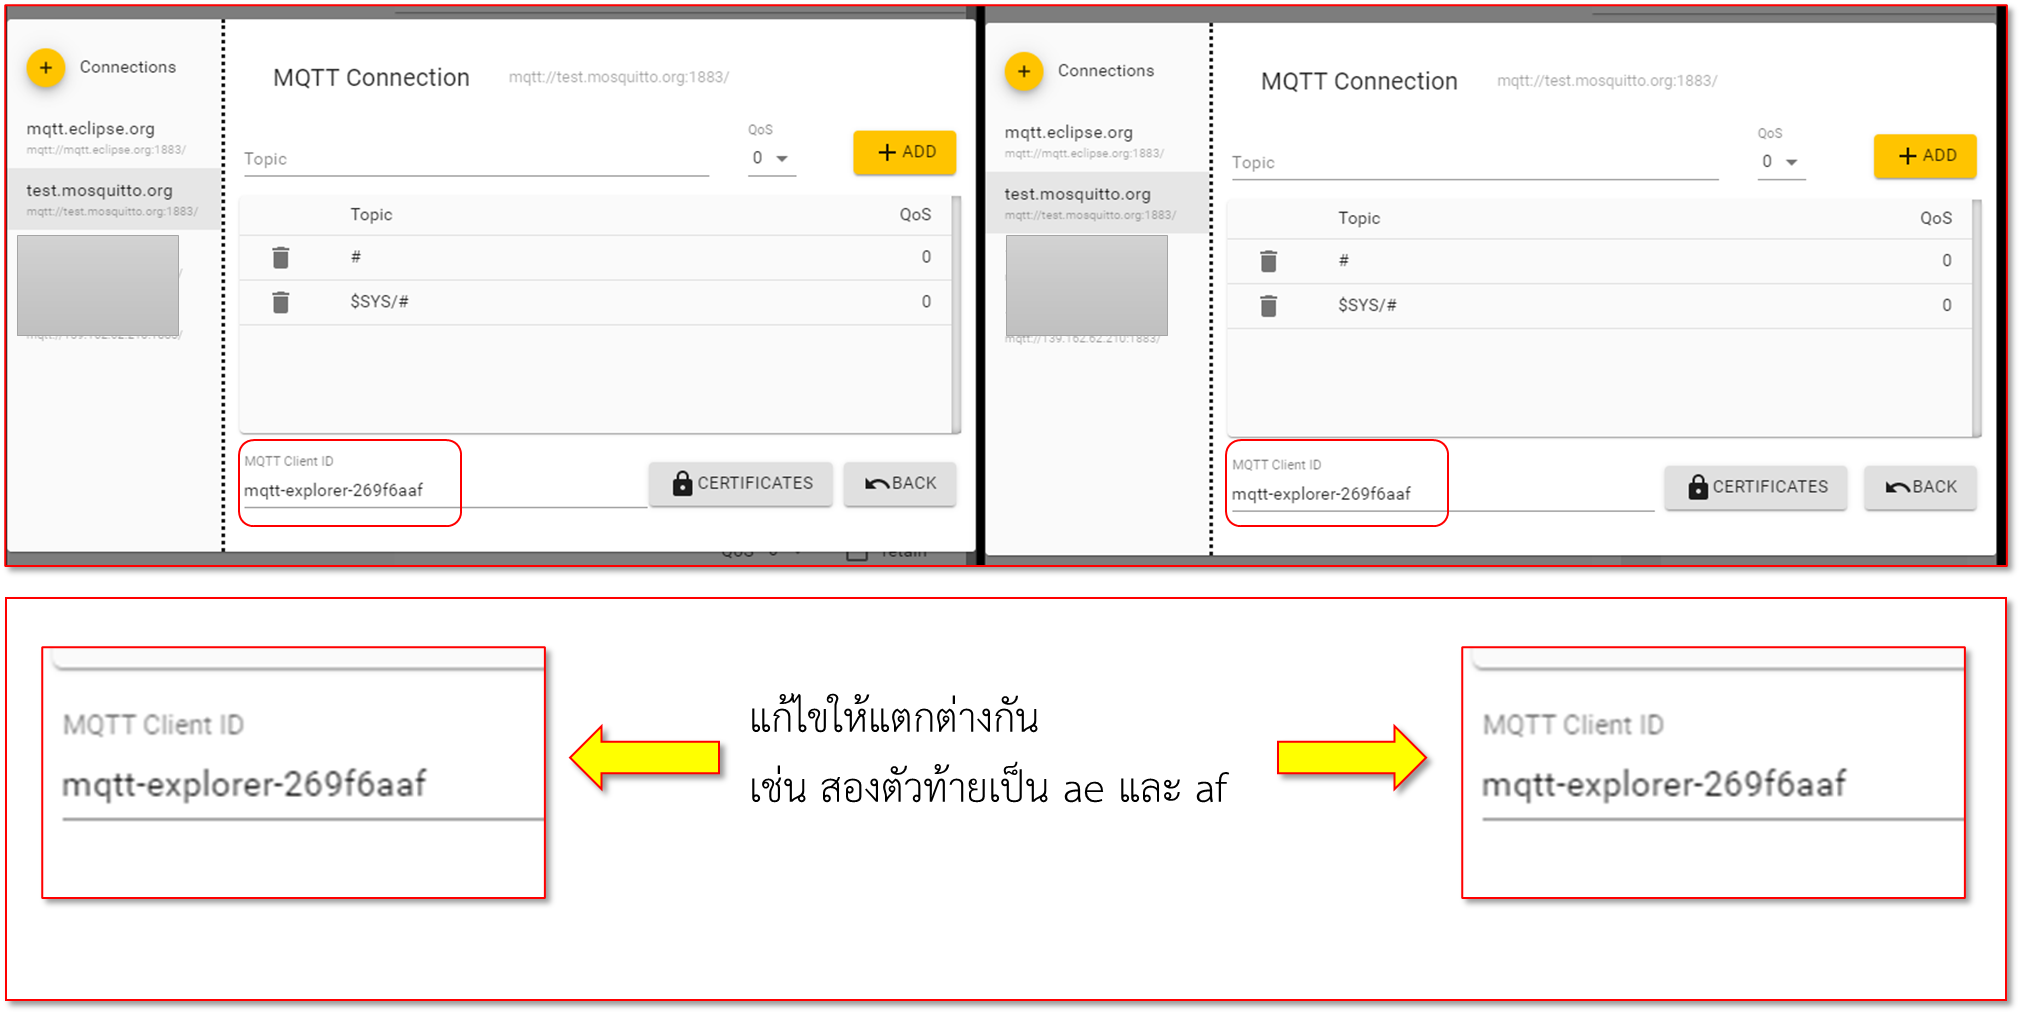 Connections
mqtt.eclipse.org
mqtt://mqtt.eclipse.org:1883/
test.mosquitto.org
mqtt://test.mosquitto.org:1883/
MQTT Connection mqtt://test.mosquitto.org:1883/
Topic QoS 0 + ADD
Topic QoS
# 0
$SYS/# 0
MQTT Client ID
mqtt-explorer-269f6aaf
CERTIFICATES BACK
QoS retain
Connections
mqtt.eclipse.org
mqtt://mqtt.eclipse.org:1883/
test.mosquitto.org
mqtt://test.mosquitto.org:1883/
mqtt://139.162.62.210:1883/
MQTT Connection mqtt://test.mosquitto.org:1883/
Topic QoS 0 + ADD
Topic QoS
# 0
$SYS/# 0
MQTT Client ID
mqtt-explorer-269f6aaf
CERTIFICATES BACK
MQTT Client ID
mqtt-explorer-269f6aaf
แก้ไขให้แตกต่างกัน
เช่น สองตัวท้ายเป็น ae และ af
MQTT Client ID
mqtt-explorer-269f6aaf